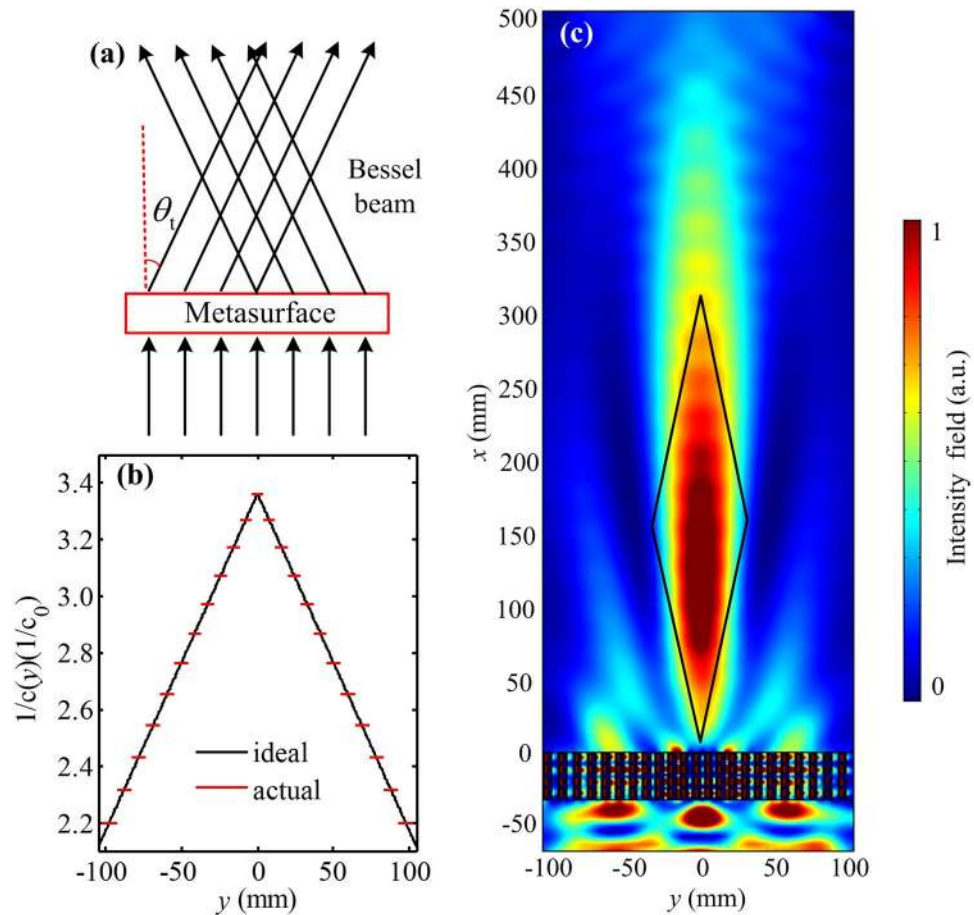 (a)
θt
Bessel
beam
Metasurface
(b)
3.4
3.2
3.0
2.8
2.6
2.4
2.2
1/c(y)(1/c0)
ideal
actual
-100 -50 0 50 100
y (mm)
(c)
500
450
400
350
300
250
200
150
100
50
0
-50
x (mm)
-100 -50 0 50 100
y (mm)
1
0
Intensity field (a.u.)